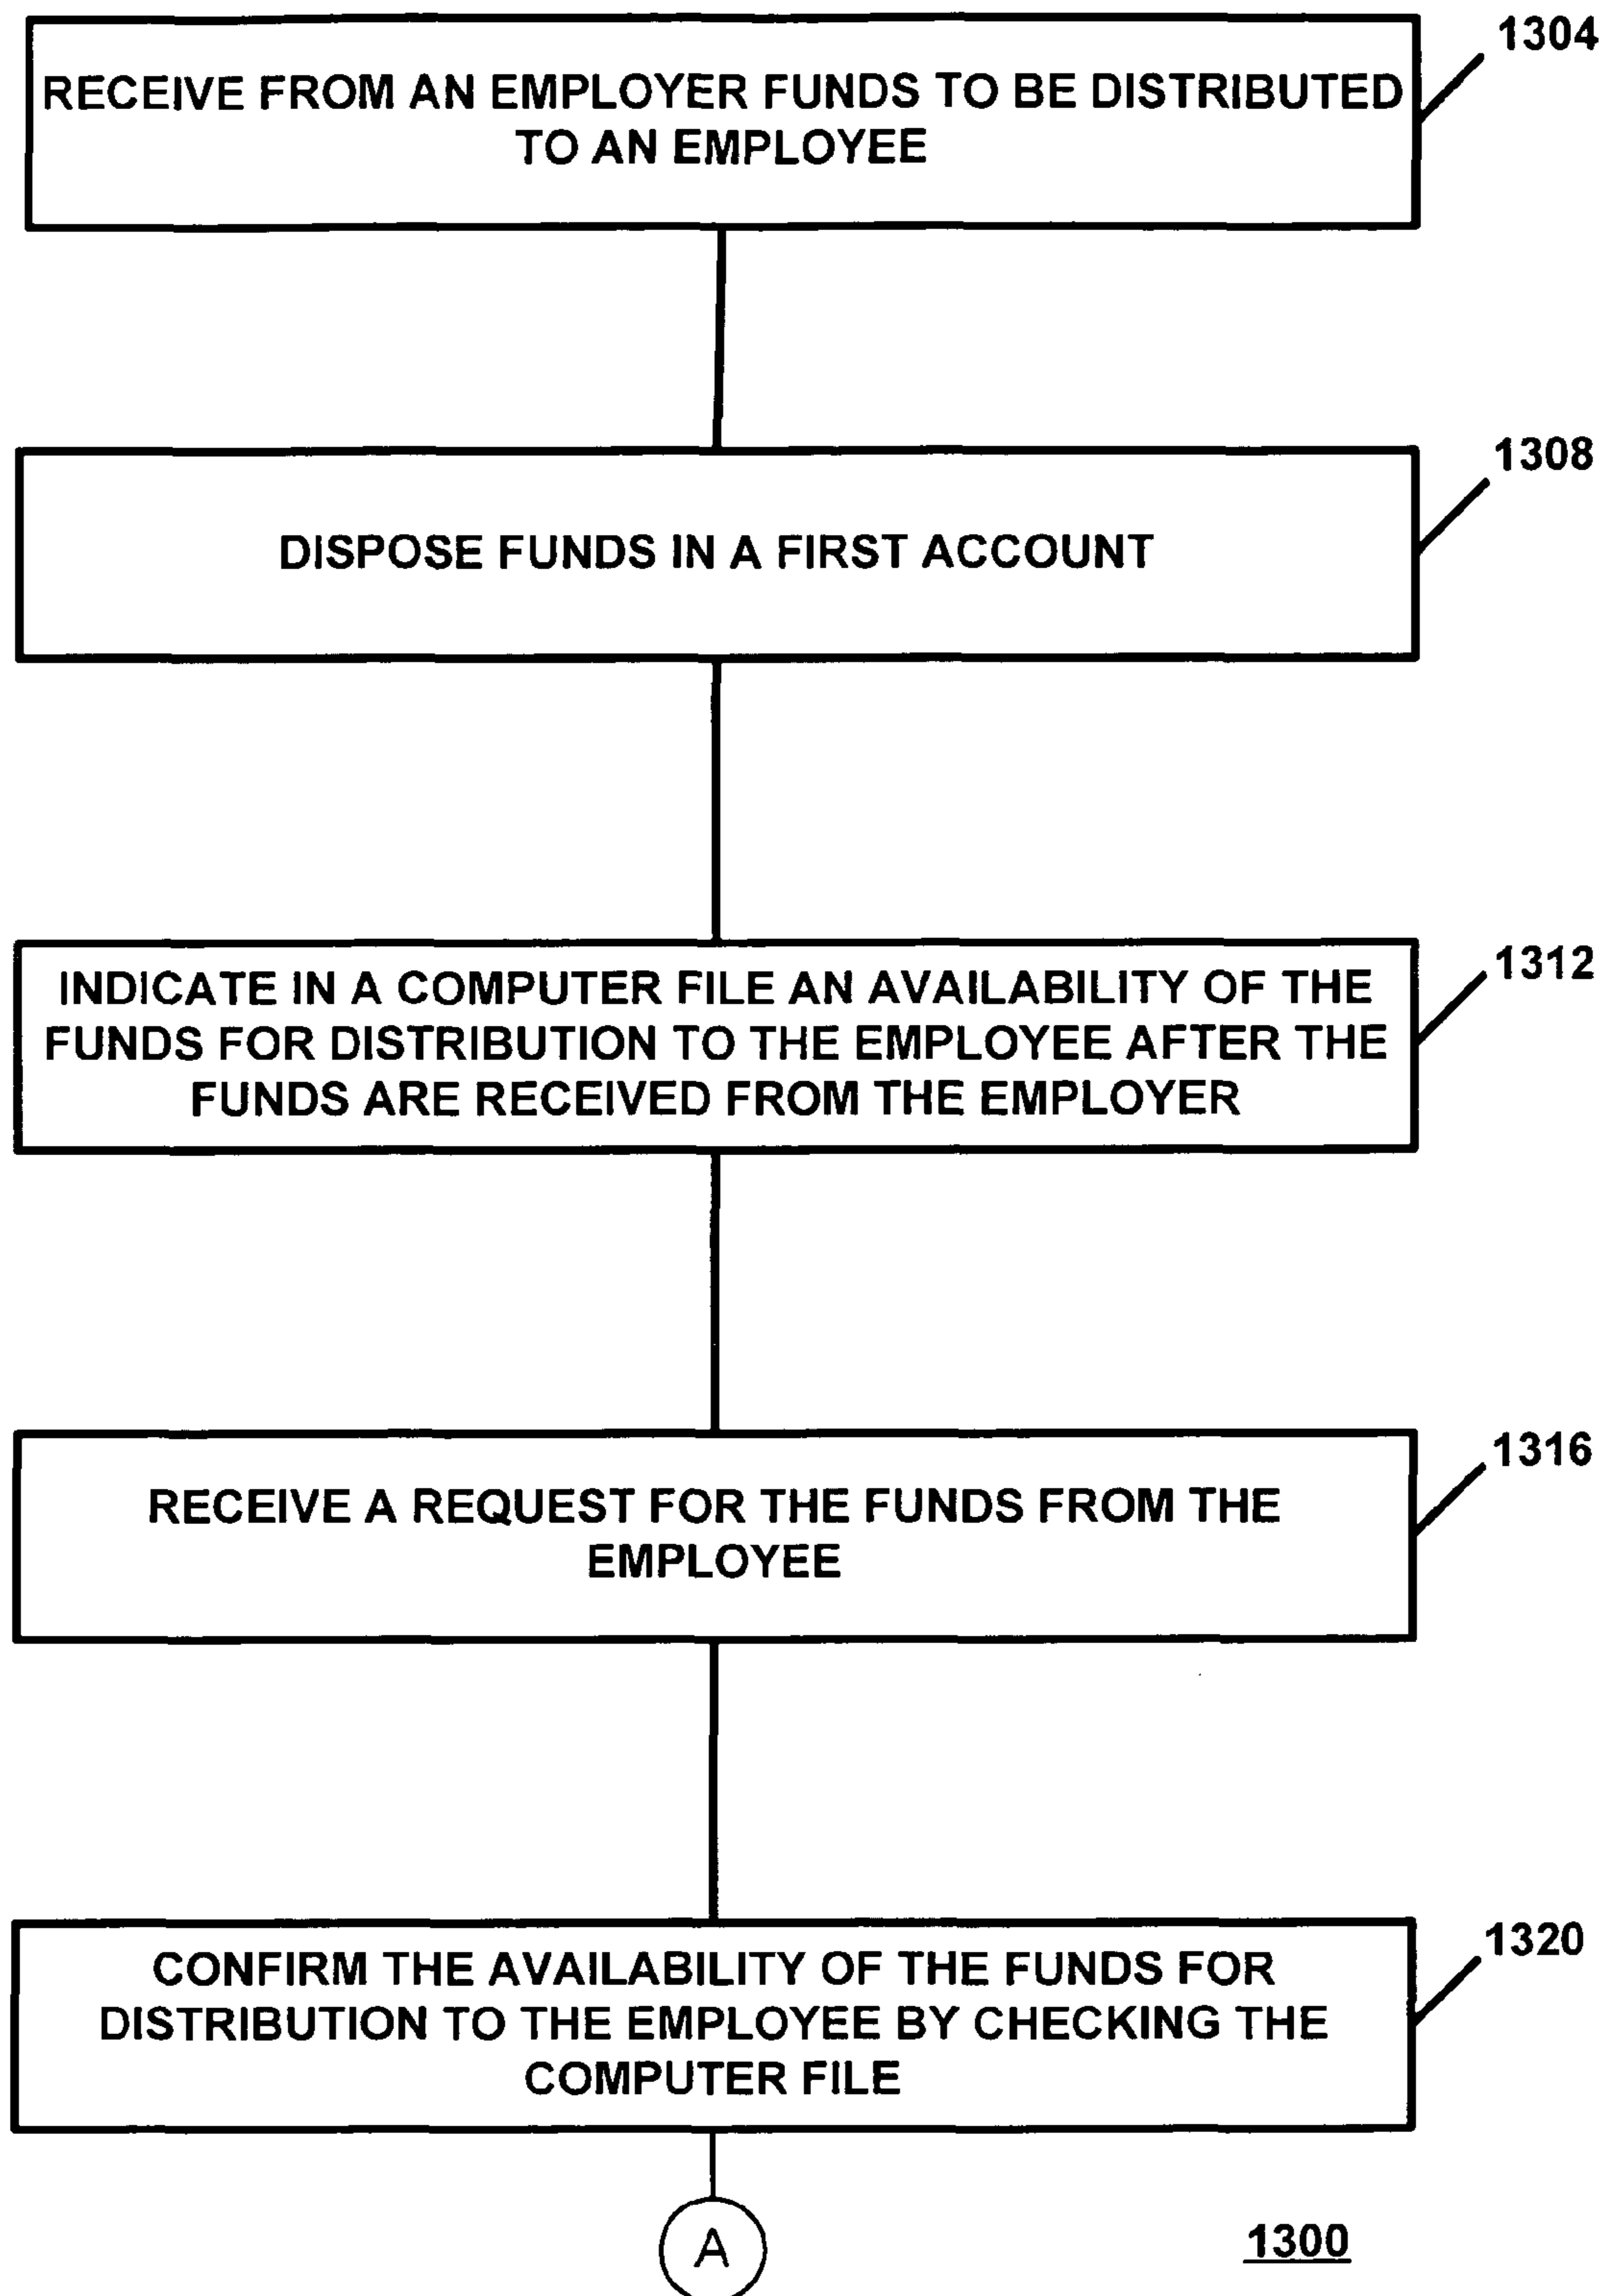 1304
RECEIVE FROM AN EMPLOYER FUNDS TO BE DISTRIBUTED
TO AN EMPLOYEE
1308
DISPOSE FUNDS IN A FIRST ACCOUNT
1312
INDICATE IN A COMPUTER FILE AN AVAILABILITY OF THE
FUNDS FOR DISTRIBUTION TO THE EMPLOYEE AFTER THE
FUNDS ARE RECEIVED FROM THE EMPLOYER
1316
RECEIVE A REQUEST FOR THE FUNDS FROM THE
EMPLOYEE
1320
CONFIRM THE AVAILABILITY OF THE FUNDS FOR
DISTRIBUTION TO THE EMPLOYEE BY CHECKING THE
COMPUTER FILE
A
1300